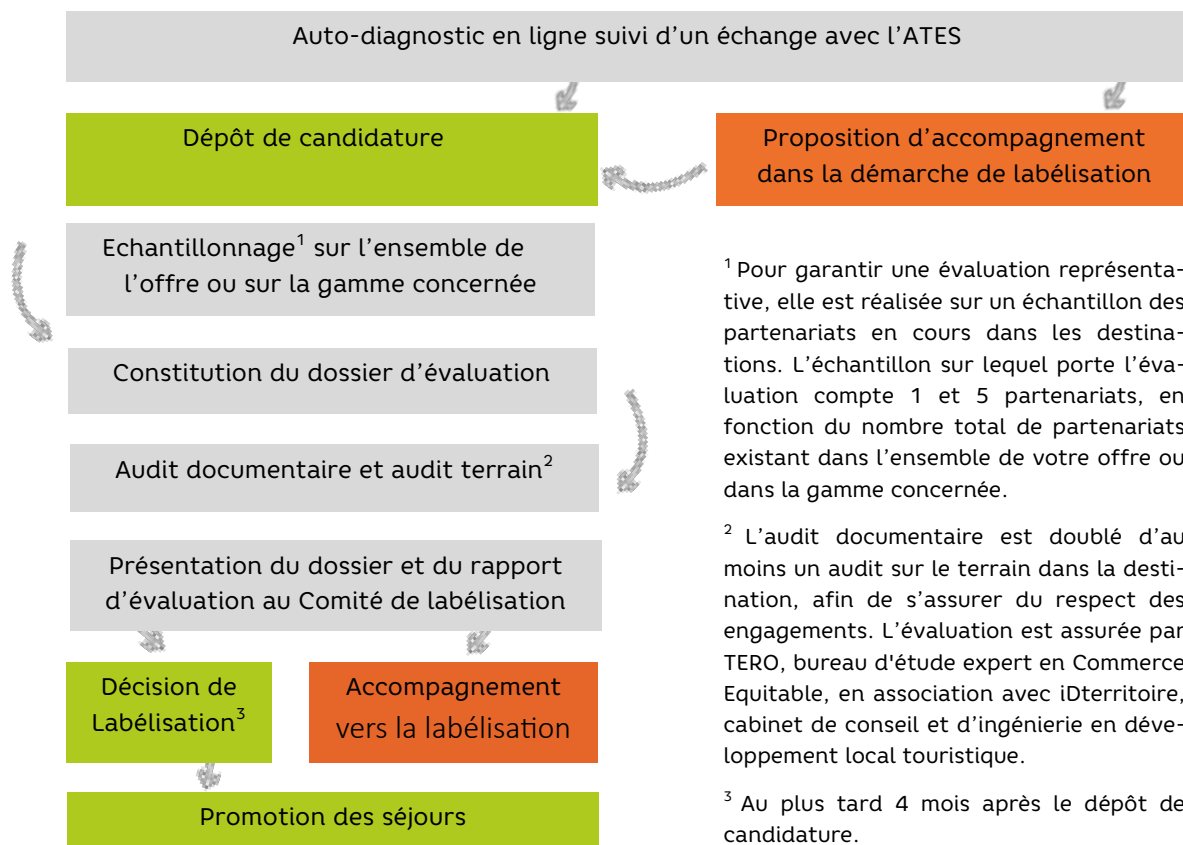 Auto-diagnostic en ligne suivi d’un échange avec l’ATES
Dépôt de candidature
Proposition d’accompagnement
dans la démarche de labélisation
Echantillonnage¹ sur l’ensemble de
l’offre ou sur la gamme concernée
Constitution du dossier d’évaluation
Audit documentaire et audit terrain²
Présentation du dossier et du rapport
d’évaluation au Comité de labélisation
Décision de
Labélisation³
Accompagnement
vers la labélisation
Promotion des séjours
¹ Pour garantir une évaluation représenta-
tive, elle est réalisée sur un échantillon des
partenariats en cours dans les destina-
tions. L’échantillon sur lequel porte l’éva-
luation compte 1 et 5 partenariats, en
fonction du nombre total de partenariats
existant dans l’ensemble de votre offre ou
dans la gamme concernée.
² L’audit documentaire est doublé d’au
moins un audit sur le terrain dans la desti-
nation, afin de s’assurer du respect des
engagements. L’évaluation est assurée par
TERO, bureau d'étude expert en Commerce
Equitable, en association avec iDterritoire,
cabinet de conseil et d’ingénierie en déve-
loppement local touristique.
³ Au plus tard 4 mois après le dépôt de
candidature.